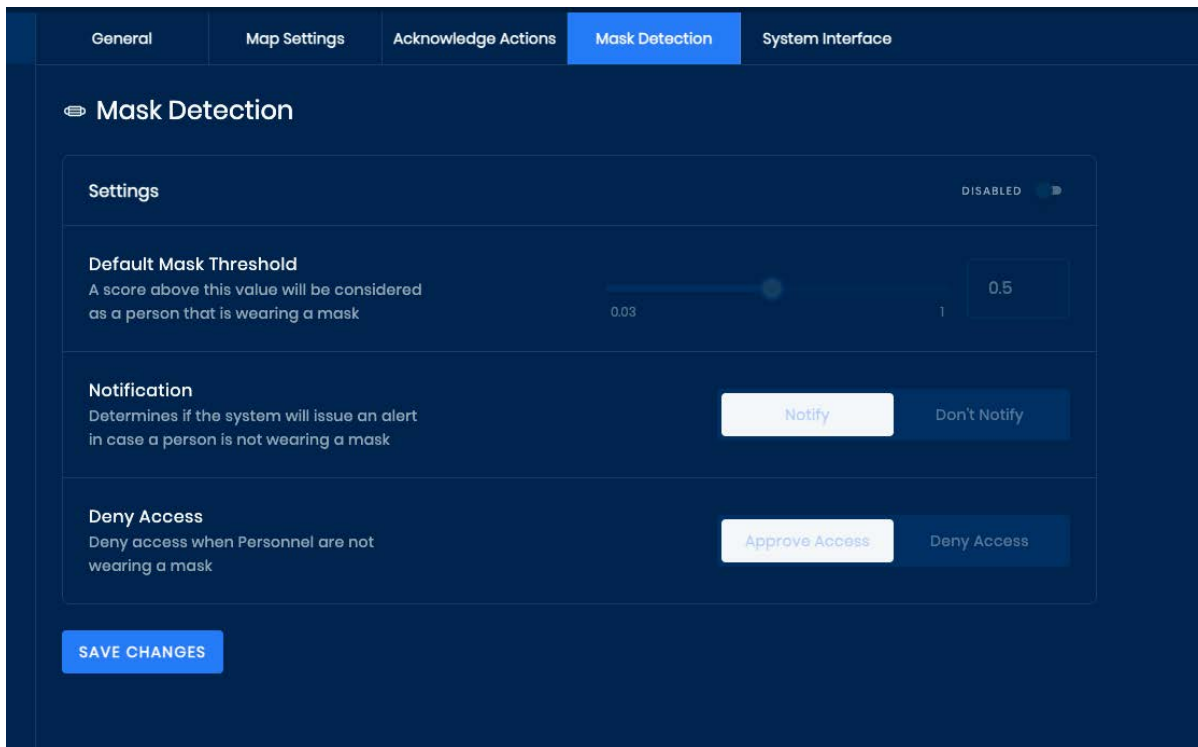 General Map Settings Acknowledge Actions Mask Detection System Interface
Mask Detection
Settings DISABLED
Default Mask Threshold
A score above this value will be considered
as a person that is wearing a mask
0.03 1 0.5
Notification
Determines if the system will issue an alert
in case a person is not wearing a mask
Notify Don't Notify
Deny Access
Deny access when Personnel are not
wearing a mask
Approve Access Deny Access
SAVE CHANGES